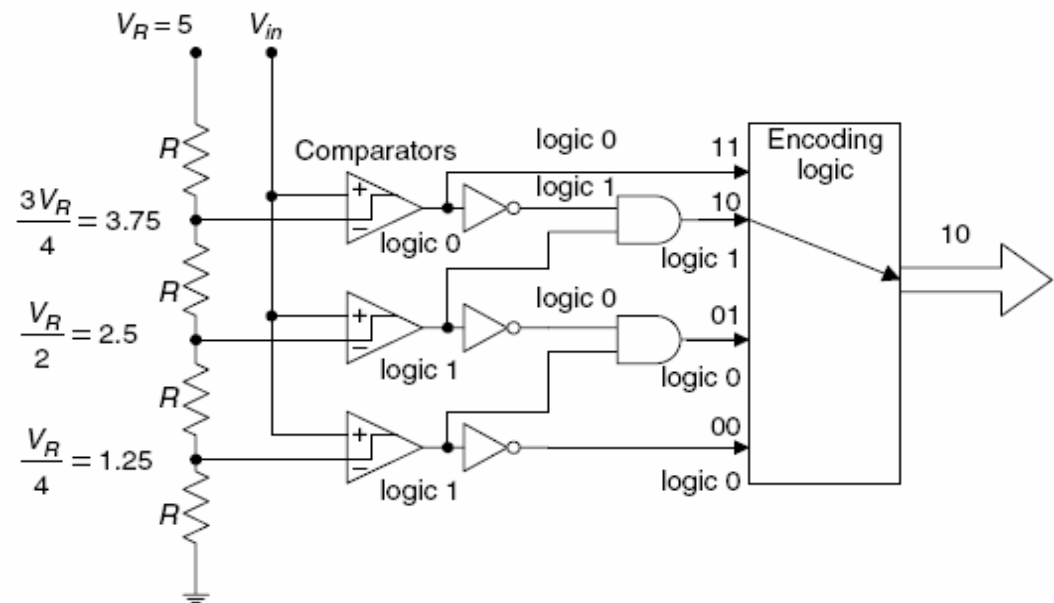 V_R = 5
V_in
R
3V_R/4 = 3.75
R
V_R/2 = 2.5
R
V_R/4 = 1.25
R
Comparators
+
−
logic 0
+
−
logic 1
+
−
logic 1
logic 0
11
logic 1
10
logic 1
logic 0
01
logic 0
00
logic 0
Encoding
logic
10